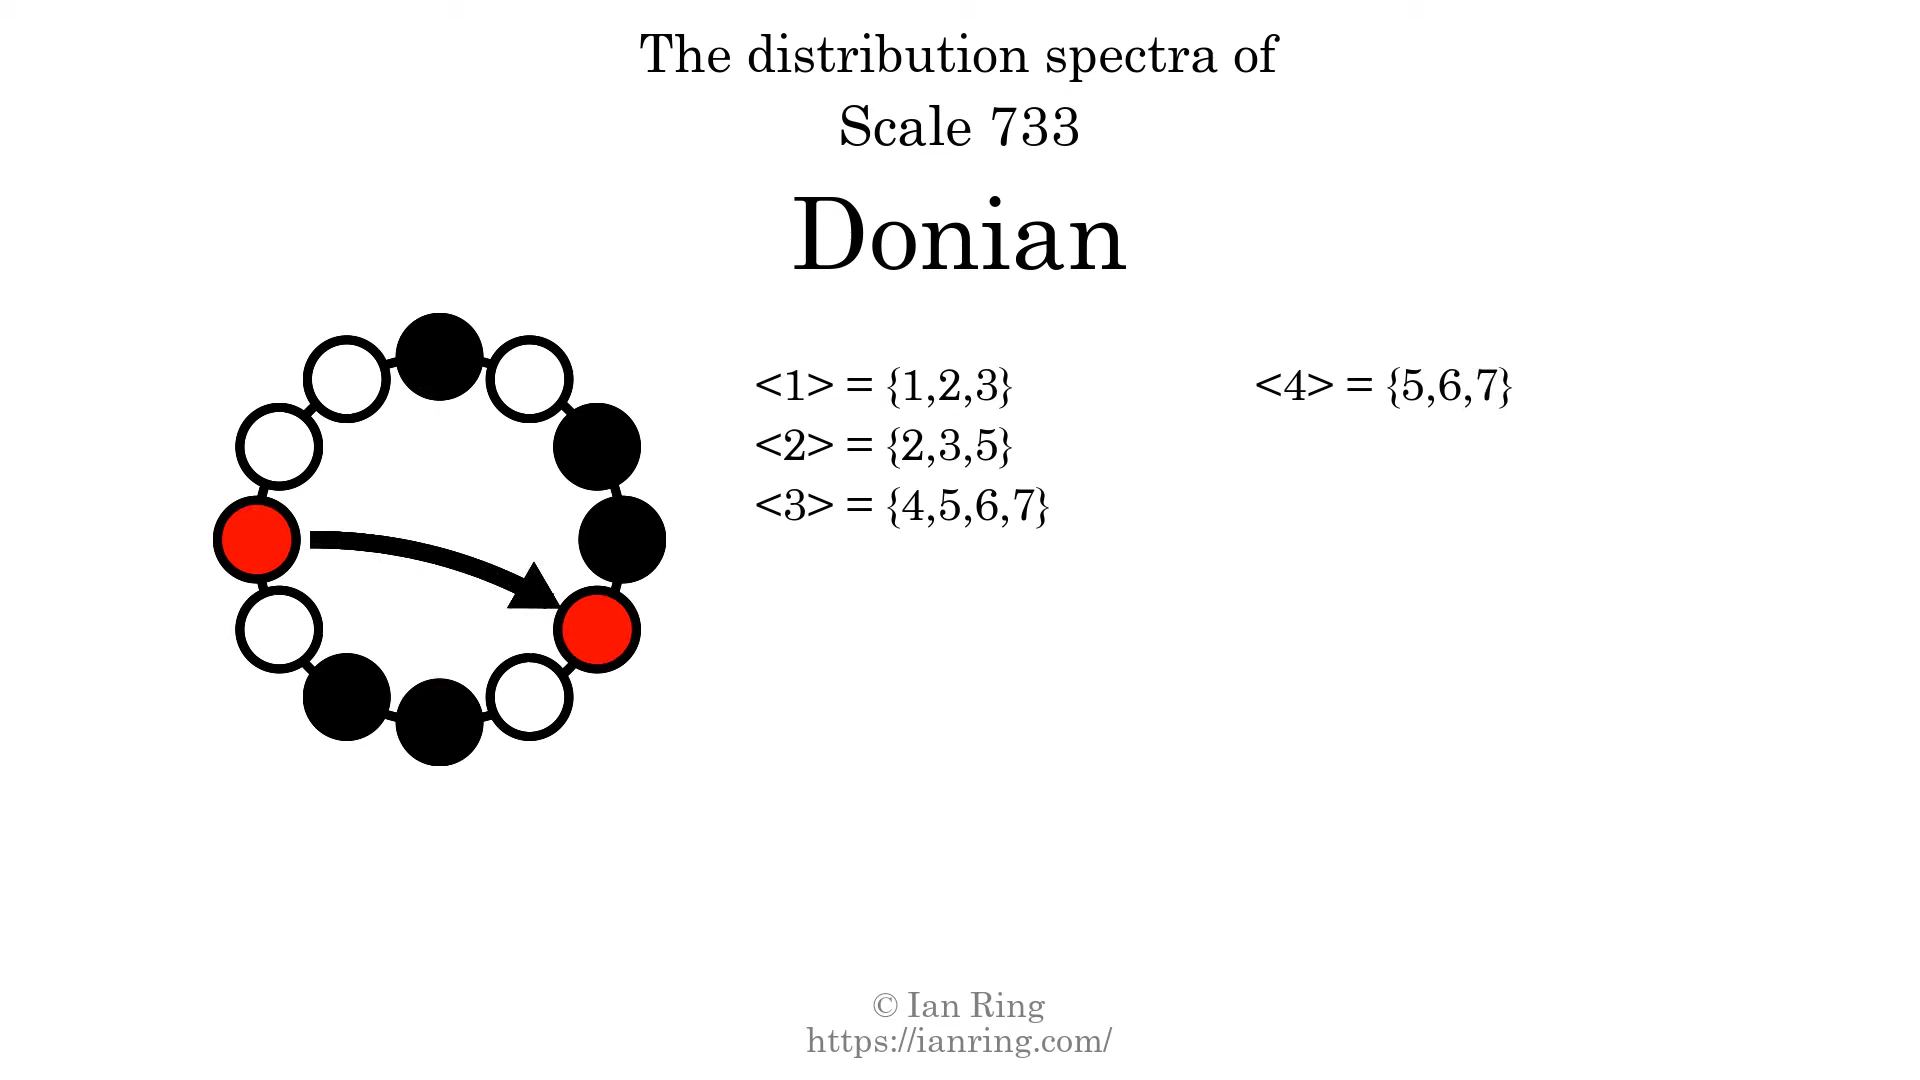 The distribution spectra of
Scale 733
Donian
<1> = {1,2,3}
<2> = {2,3,5}
<3> = {4,5,6,7}
<4> = {5,6,7}
© Ian Ring
https://ianring.com/